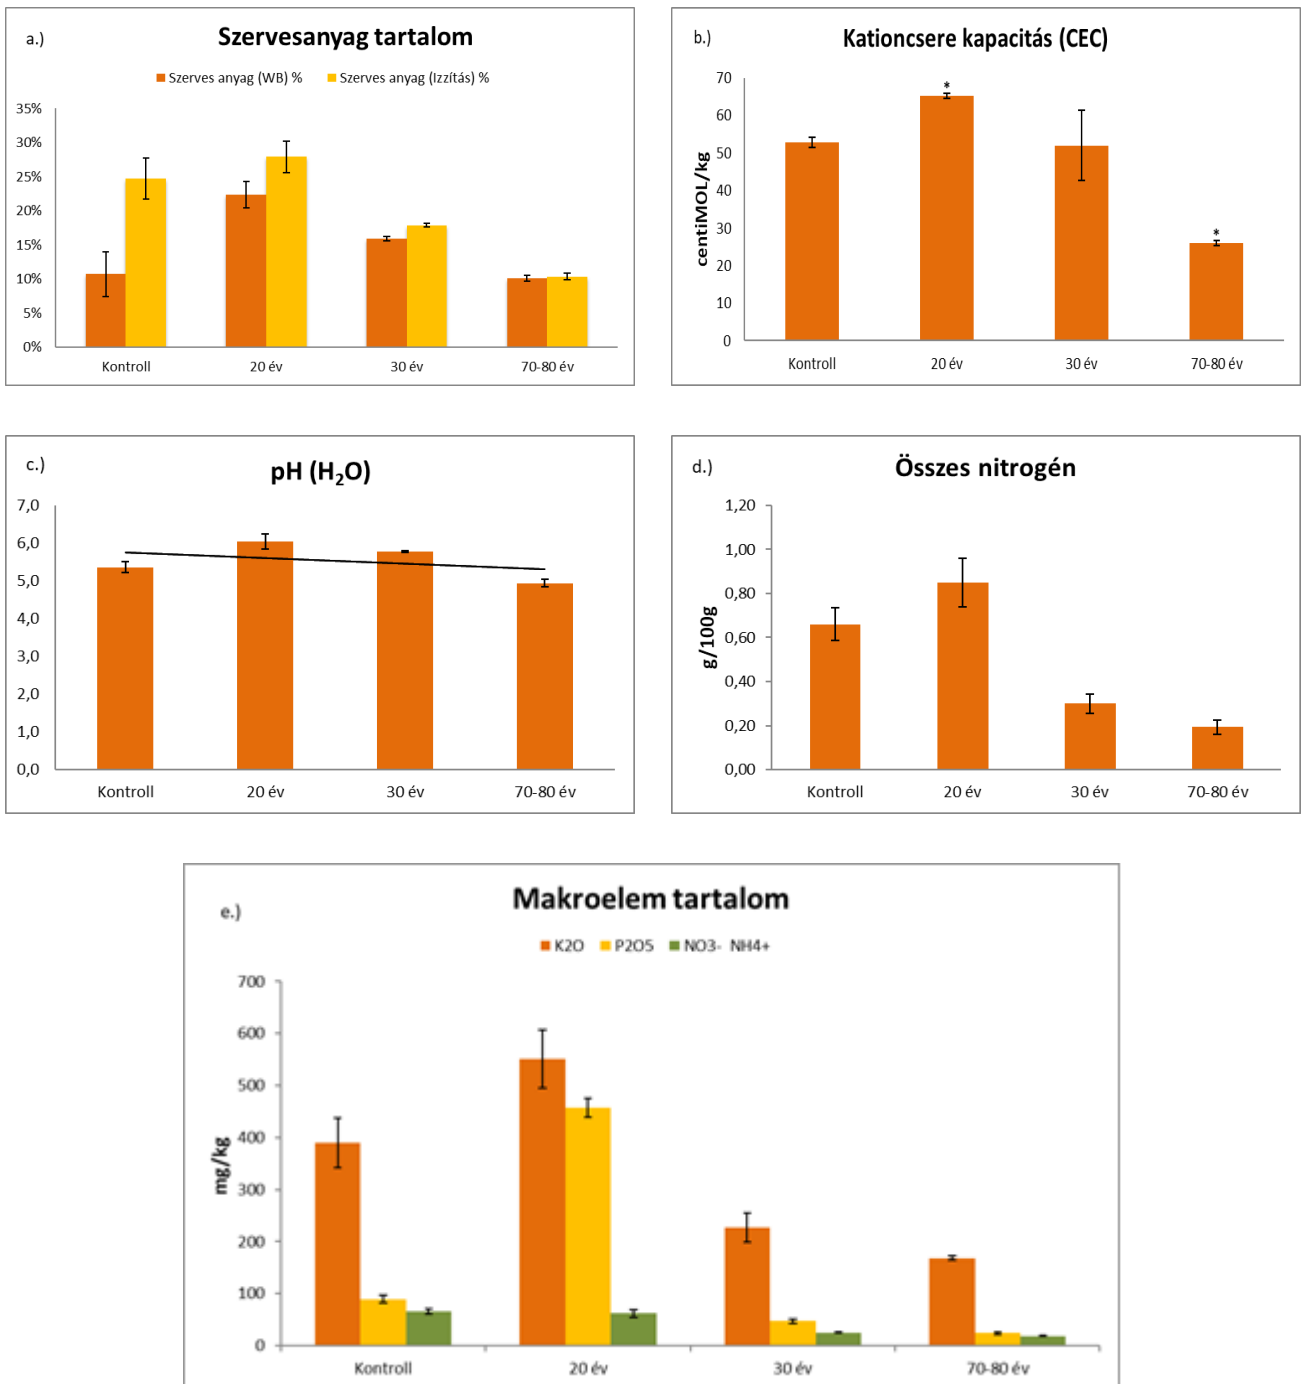 a.)
Szervesanyag tartalom
Szerves anyag (WB) % Szerves anyag (Izzítás) %
35%
30%
25%
20%
15%
10%
5%
0%
Kontroll 20 év 30 év 70-80 év
b.)
Kationcsere kapacitás (CEC)
centiMOL/kg
70
60
50
40
30
20
10
0
* *
Kontroll 20 év 30 év 70-80 év
c.)
pH (H₂O)
7,0
6,0
5,0
4,0
3,0
2,0
1,0
0,0
Kontroll 20 év 30 év 70-80 év
d.)
Összes nitrogén
g/100g
1,20
1,00
0,80
0,60
0,40
0,20
0,00
Kontroll 20 év 30 év 70-80 év
e.)
Makroelem tartalom
K2O P2O5 NO3- NH4+
mg/kg
700
600
500
400
300
200
100
0
Kontroll 20 év 30 év 70-80 év